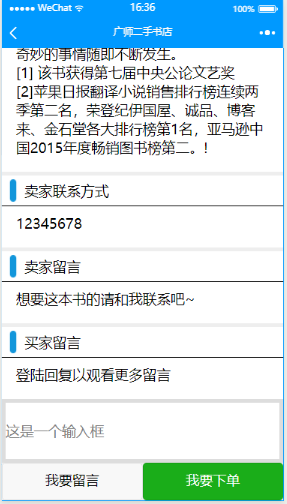 WeChat
16:36
100%
广师二手书店
奇妙的事情随即不断发生。
[1] 该书获得第七届中央公论文艺奖
[2]苹果日报翻译小说销售排行榜连续两
季第二名，荣登纪伊国屋、诚品、博客
来、金石堂各大排行榜第1名，亚马逊中
国2015年度畅销图书榜第二。!
卖家联系方式
12345678
卖家留言
想要这本书的请和我联系吧~
买家留言
登陆回复以观看更多留言
这是一个输入框
我要留言
我要下单